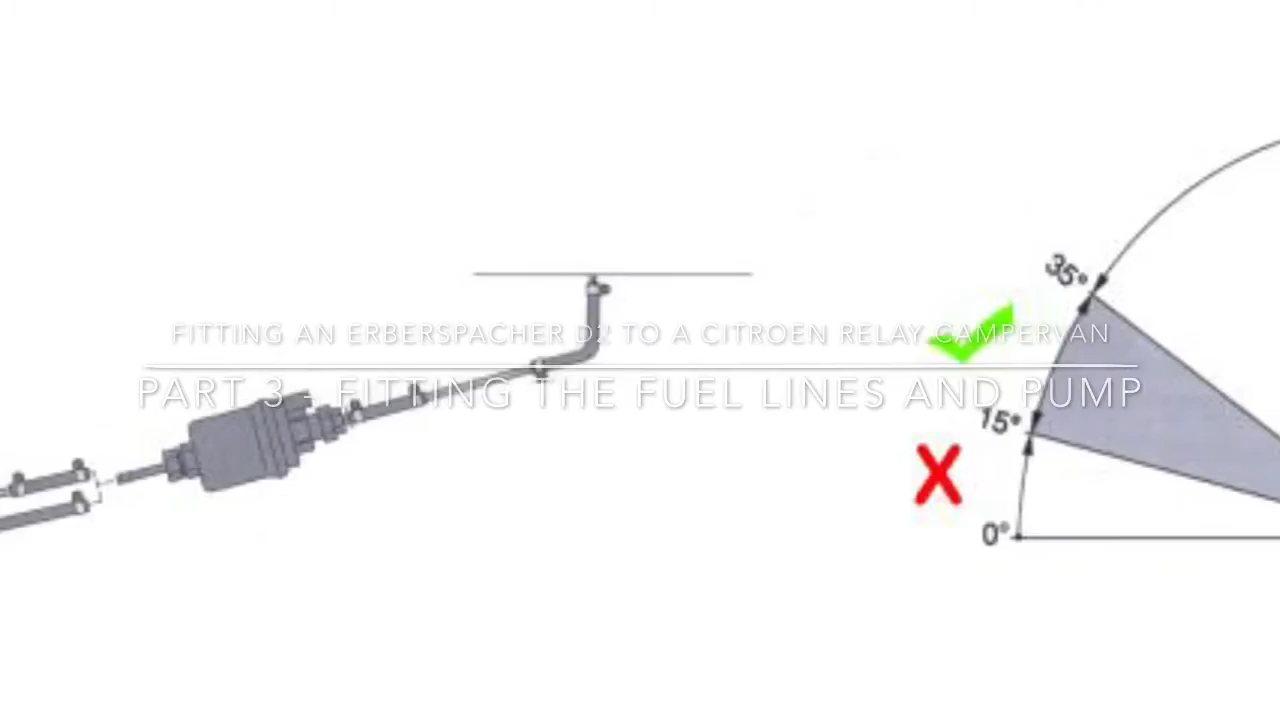 35°
FITTING AN ERBERSPACHER D2 TO A CITROEN RELAY CAMPERVAN
PART 3 - FITTING THE FUEL LINES AND PUMP
15°
0°